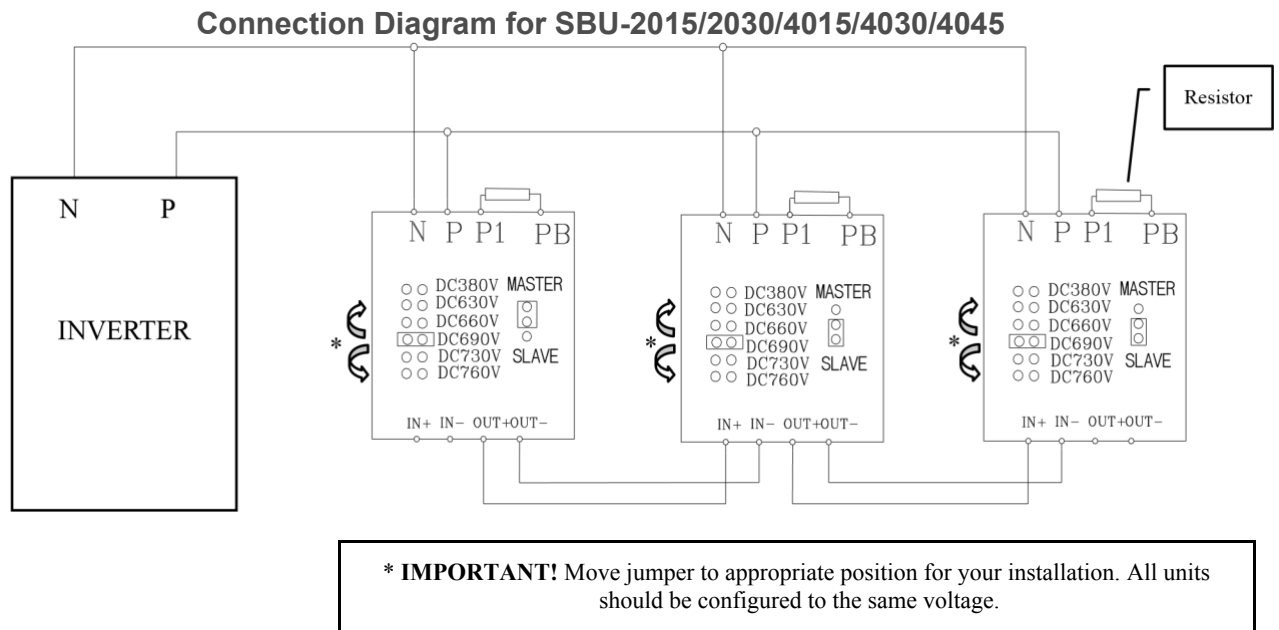 Connection Diagram for SBU-2015/2030/4015/4030/4045
Resistor
N P
INVERTER
N P P1 PB
DC380V MASTER
DC630V
DC660V
* DC690V
DC730V SLAVE
DC760V
IN+ IN- OUT+OUT-
N P P1 PB
DC380V MASTER
DC630V
DC660V
* DC690V
DC730V SLAVE
DC760V
IN+ IN- OUT+OUT-
N P P1 PB
DC380V MASTER
DC630V
DC660V
* DC690V
DC730V SLAVE
DC760V
IN+ IN- OUT+OUT-
* IMPORTANT! Move jumper to appropriate position for your installation. All units
should be configured to the same voltage.